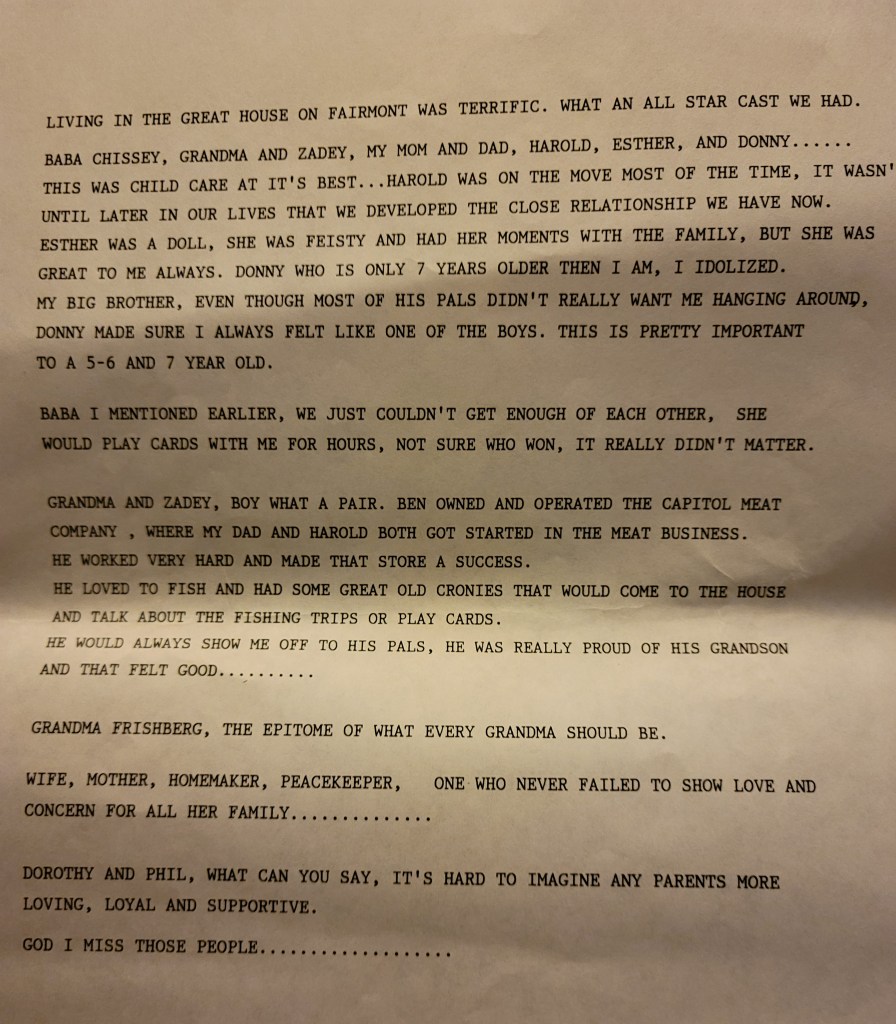 LIVING IN THE GREAT HOUSE ON FAIRMONT WAS TERRIFIC. WHAT AN ALL STAR CAST WE HAD.
BABA CHISSEY, GRANDMA AND ZADEY, MY MOM AND DAD, HAROLD, ESTHER, AND DONNY......
THIS WAS CHILD CARE AT IT'S BEST...HAROLD WAS ON THE MOVE MOST OF THE TIME, IT WASN'
UNTIL LATER IN OUR LIVES THAT WE DEVELOPED THE CLOSE RELATIONSHIP WE HAVE NOW.
ESTHER WAS A DOLL, SHE WAS FEISTY AND HAD HER MOMENTS WITH THE FAMILY, BUT SHE WAS
GREAT TO ME ALWAYS. DONNY WHO IS ONLY 7 YEARS OLDER THEN I AM, I IDOLIZED.
MY BIG BROTHER, EVEN THOUGH MOST OF HIS PALS DIDN'T REALLY WANT ME HANGING AROUND,
DONNY MADE SURE I ALWAYS FELT LIKE ONE OF THE BOYS. THIS IS PRETTY IMPORTANT
TO A 5-6 AND 7 YEAR OLD.
BABA I MENTIONED EARLIER, WE JUST COULDN'T GET ENOUGH OF EACH OTHER, SHE
WOULD PLAY CARDS WITH ME FOR HOURS, NOT SURE WHO WON, IT REALLY DIDN'T MATTER.
GRANDMA AND ZADEY, BOY WHAT A PAIR. BEN OWNED AND OPERATED THE CAPITOL MEAT
COMPANY , WHERE MY DAD AND HAROLD BOTH GOT STARTED IN THE MEAT BUSINESS.
HE WORKED VERY HARD AND MADE THAT STORE A SUCCESS.
HE LOVED TO FISH AND HAD SOME GREAT OLD CRONIES THAT WOULD COME TO THE HOUSE
AND TALK ABOUT THE FISHING TRIPS OR PLAY CARDS.
HE WOULD ALWAYS SHOW ME OFF TO HIS PALS, HE WAS REALLY PROUD OF HIS GRANDSON
AND THAT FELT GOOD..........
GRANDMA FRISHBERG, THE EPITOME OF WHAT EVERY GRANDMA SHOULD BE.
WIFE, MOTHER, HOMEMAKER, PEACEKEEPER, ONE WHO NEVER FAILED TO SHOW LOVE AND
CONCERN FOR ALL HER FAMILY..............
DOROTHY AND PHIL, WHAT CAN YOU SAY, IT'S HARD TO IMAGINE ANY PARENTS MORE
LOVING, LOYAL AND SUPPORTIVE.
GOD I MISS THOSE PEOPLE...................